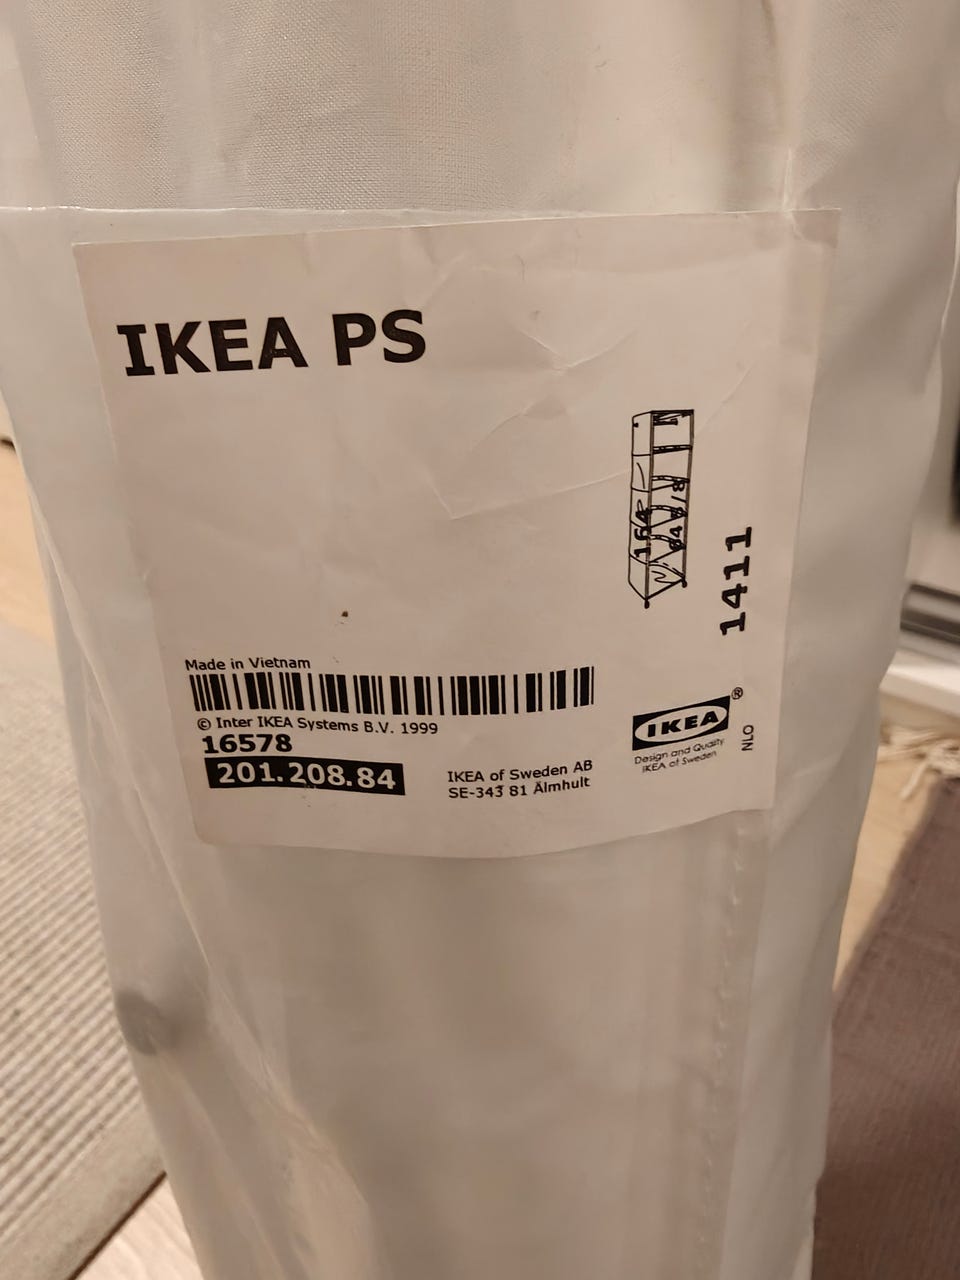 IKEA PS
1411
Made in Vietnam
© Inter IKEA Systems B.V. 1999
16578
201.208.84
IKEA of Sweden AB
SE-343 81 Älmhult
IKEA®
Design and Quality
IKEA of Sweden
NLO